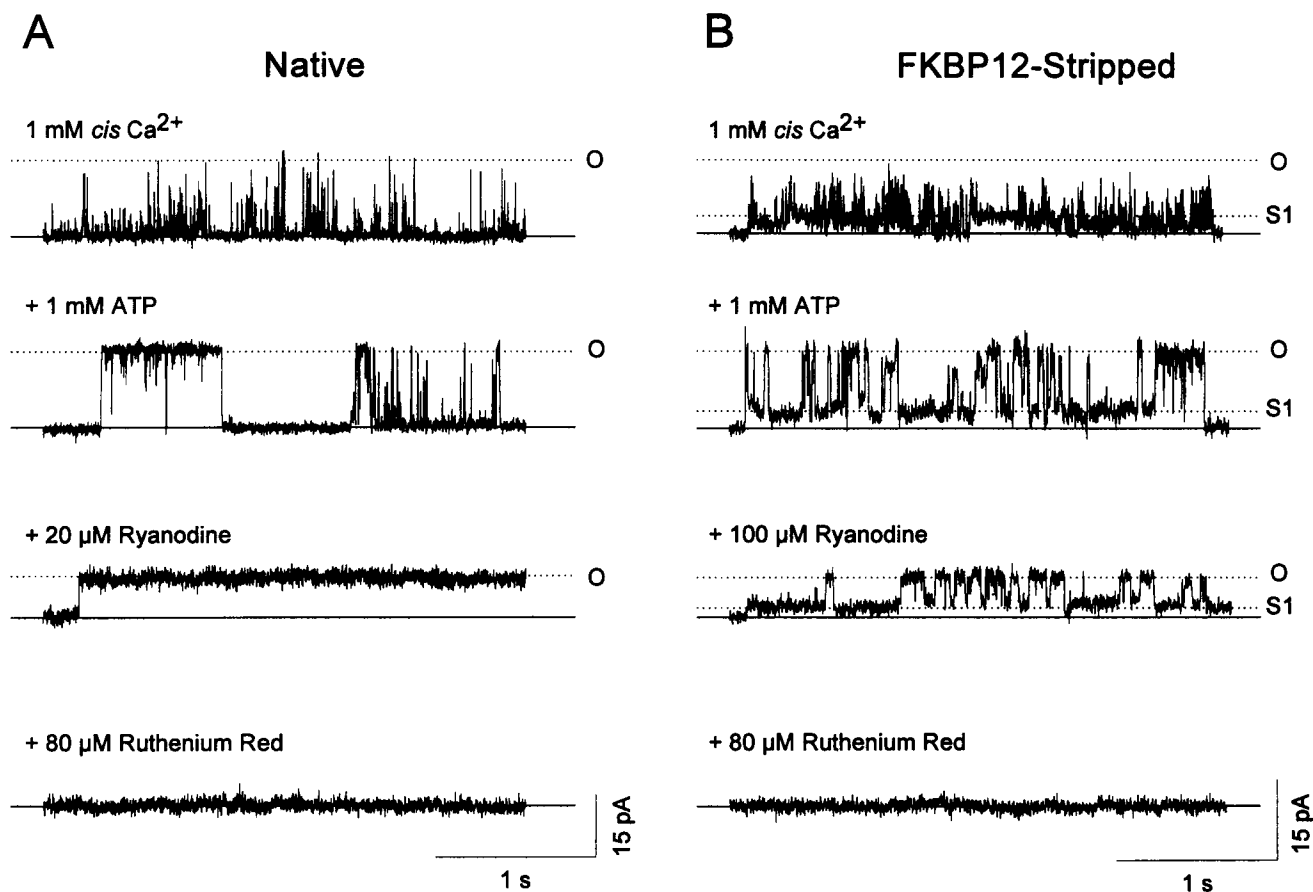 A
Native
1 mM cis Ca2+
O
+ 1 mM ATP
O
+ 20 µM Ryanodine
O
+ 80 µM Ruthenium Red
15 pA
1 s
B
FKBP12-Stripped
1 mM cis Ca2+
O
S1
+ 1 mM ATP
O
S1
+ 100 µM Ryanodine
O
S1
+ 80 µM Ruthenium Red
15 pA
1 s